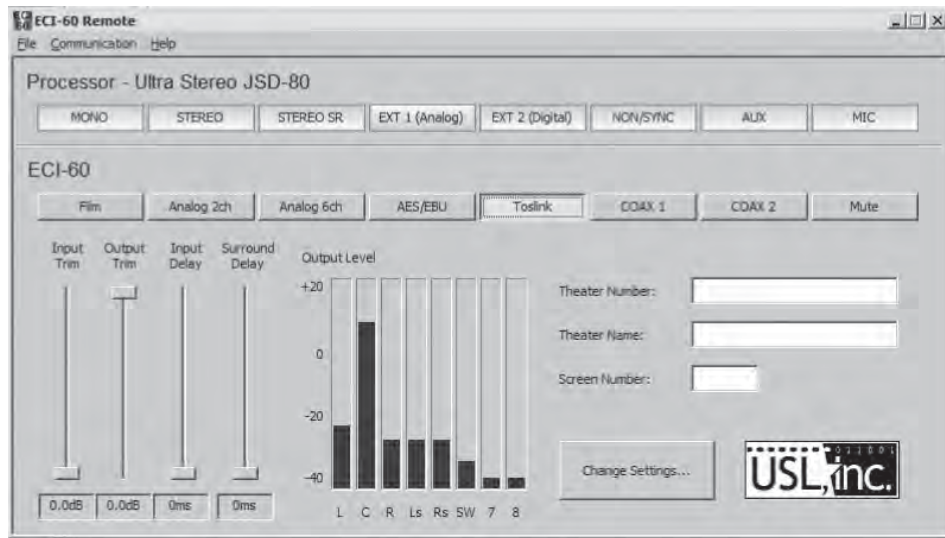 ECI-60 Remote
File Communication Help
Processor - Ultra Stereo JSD-80
MONO STEREO STEREO SR EXT 1 (Analog) EXT 2 (Digital) NON/SYNC AUX MIC
ECI-60
Film Analog 2ch Analog 6ch AES/EBU Toslink COAX 1 COAX 2 Mute
Input Trim Output Trim Input Delay Surround Delay Output Level
+20
Theater Number:
0
Theater Name:
-20
Screen Number:
-40
Change Settings...
011001
USL, inc.
0.0dB 0.0dB 0ms 0ms
L C R Ls Rs SW 7 8